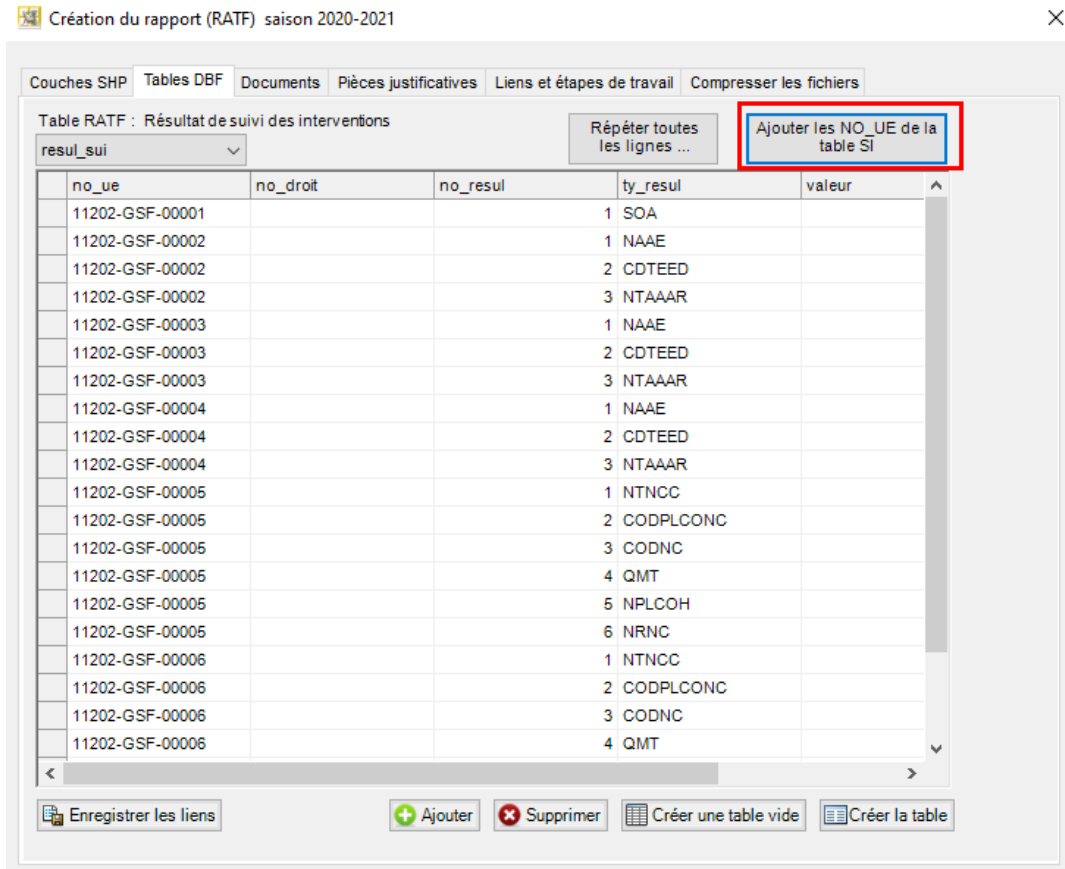 Création du rapport (RATF) saison 2020-2021
Couches SHP Tables DBF Documents Pièces justificatives Liens et étapes de travail Compresser les fichiers
Table RATF : Résultat de suivi des interventions
resul_sui
Répéter toutes
les lignes ...
Ajouter les NO_UE de la
table SI
no_ue no_droit no_resul ty_resul valeur
11202-GSF-00001 1 SOA
11202-GSF-00002 1 NAAE
11202-GSF-00002 2 CDTEED
11202-GSF-00002 3 NTAAAR
11202-GSF-00003 1 NAAE
11202-GSF-00003 2 CDTEED
11202-GSF-00003 3 NTAAAR
11202-GSF-00004 1 NAAE
11202-GSF-00004 2 CDTEED
11202-GSF-00004 3 NTAAAR
11202-GSF-00005 1 NTNCC
11202-GSF-00005 2 CODPLCONC
11202-GSF-00005 3 CODNC
11202-GSF-00005 4 QMT
11202-GSF-00005 5 NPLCOH
11202-GSF-00005 6 NRNC
11202-GSF-00006 1 NTNCC
11202-GSF-00006 2 CODPLCONC
11202-GSF-00006 3 CODNC
11202-GSF-00006 4 QMT
Enregistrer les liens Ajouter Supprimer Créer une table vide Créer la table